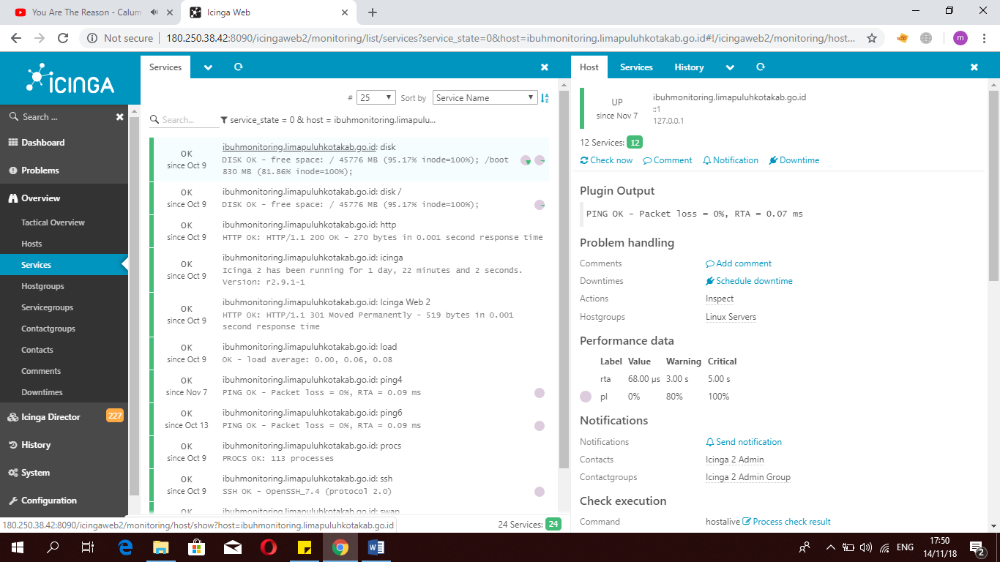 You Are The Reason - Calum
Icinga Web
Not secure
180.250.38.42:8090/icingaweb2/monitoring/list/services?service_state=0&host=ibuhmonitoring.limapuluhkotakab.go.id#!/icingaweb2/monitoring/host...
m
ICINGA
Search ...
Dashboard
Problems
Overview
Tactical Overview
Hosts
Services
Hostgroups
Servicegroups
Contactgroups
Contacts
Comments
Downtimes
Icinga Director 227
History
System
Configuration
Services
# 25 Sort by Service Name
Search...
service_state = 0 & host = ibuhmonitoring.limapulu...
OK
since Oct 9
ibuhmonitoring.limapuluhkotakab.go.id: disk
DISK OK - free space: / 45776 MB (95.17% inode=100%); /boot
830 MB (81.86% inode=100%);
OK
since Oct 9
ibuhmonitoring.limapuluhkotakab.go.id: disk /
DISK OK - free space: / 45776 MB (95.17% inode=100%);
OK
since Oct 9
ibuhmonitoring.limapuluhkotakab.go.id: http
HTTP OK: HTTP/1.1 200 OK - 270 bytes in 0.001 second response time
OK
since Oct 9
ibuhmonitoring.limapuluhkotakab.go.id: icinga
Icinga 2 has been running for 1 day, 22 minutes and 2 seconds.
Version: r2.9.1-1
OK
since Oct 9
ibuhmonitoring.limapuluhkotakab.go.id: Icinga Web 2
HTTP OK: HTTP/1.1 301 Moved Permanently - 519 bytes in 0.001
second response time
OK
since Oct 9
ibuhmonitoring.limapuluhkotakab.go.id: load
OK - load average: 0.00, 0.06, 0.08
OK
since Nov 7
ibuhmonitoring.limapuluhkotakab.go.id: ping4
PING OK - Packet loss = 0%, RTA = 0.09 ms
OK
since Oct 13
ibuhmonitoring.limapuluhkotakab.go.id: ping6
PING OK - Packet loss = 0%, RTA = 0.09 ms
OK
since Oct 9
ibuhmonitoring.limapuluhkotakab.go.id: procs
PROCS OK: 113 processes
OK
since Oct 9
ibuhmonitoring.limapuluhkotakab.go.id: ssh
SSH OK - OpenSSH_7.4 (protocol 2.0)
OK
ibuhmonitoring.limapuluhkotakab.go.id: swap
24 Services: 24
180.250.38.42:8090/icingaweb2/monitoring/host/show?host=ibuhmonitoring.limapuluhkotakab.go.id
Host Services History
UP
since Nov 7
ibuhmonitoring.limapuluhkotakab.go.id
::1
127.0.0.1
12 Services: 12
Check now Comment Notification Downtime
Plugin Output
PING OK - Packet loss = 0%, RTA = 0.07 ms
Problem handling
Comments Add comment
Downtimes Schedule downtime
Actions Inspect
Hostgroups Linux Servers
Performance data
Label Value Warning Critical
rta 68.00 µs 3.00 s 5.00 s
pl 0% 80% 100%
Notifications
Notifications Send notification
Contacts Icinga 2 Admin
Contactgroups Icinga 2 Admin Group
Check execution
Command hostalive Process check result
ENG
17:50
14/11/18
2